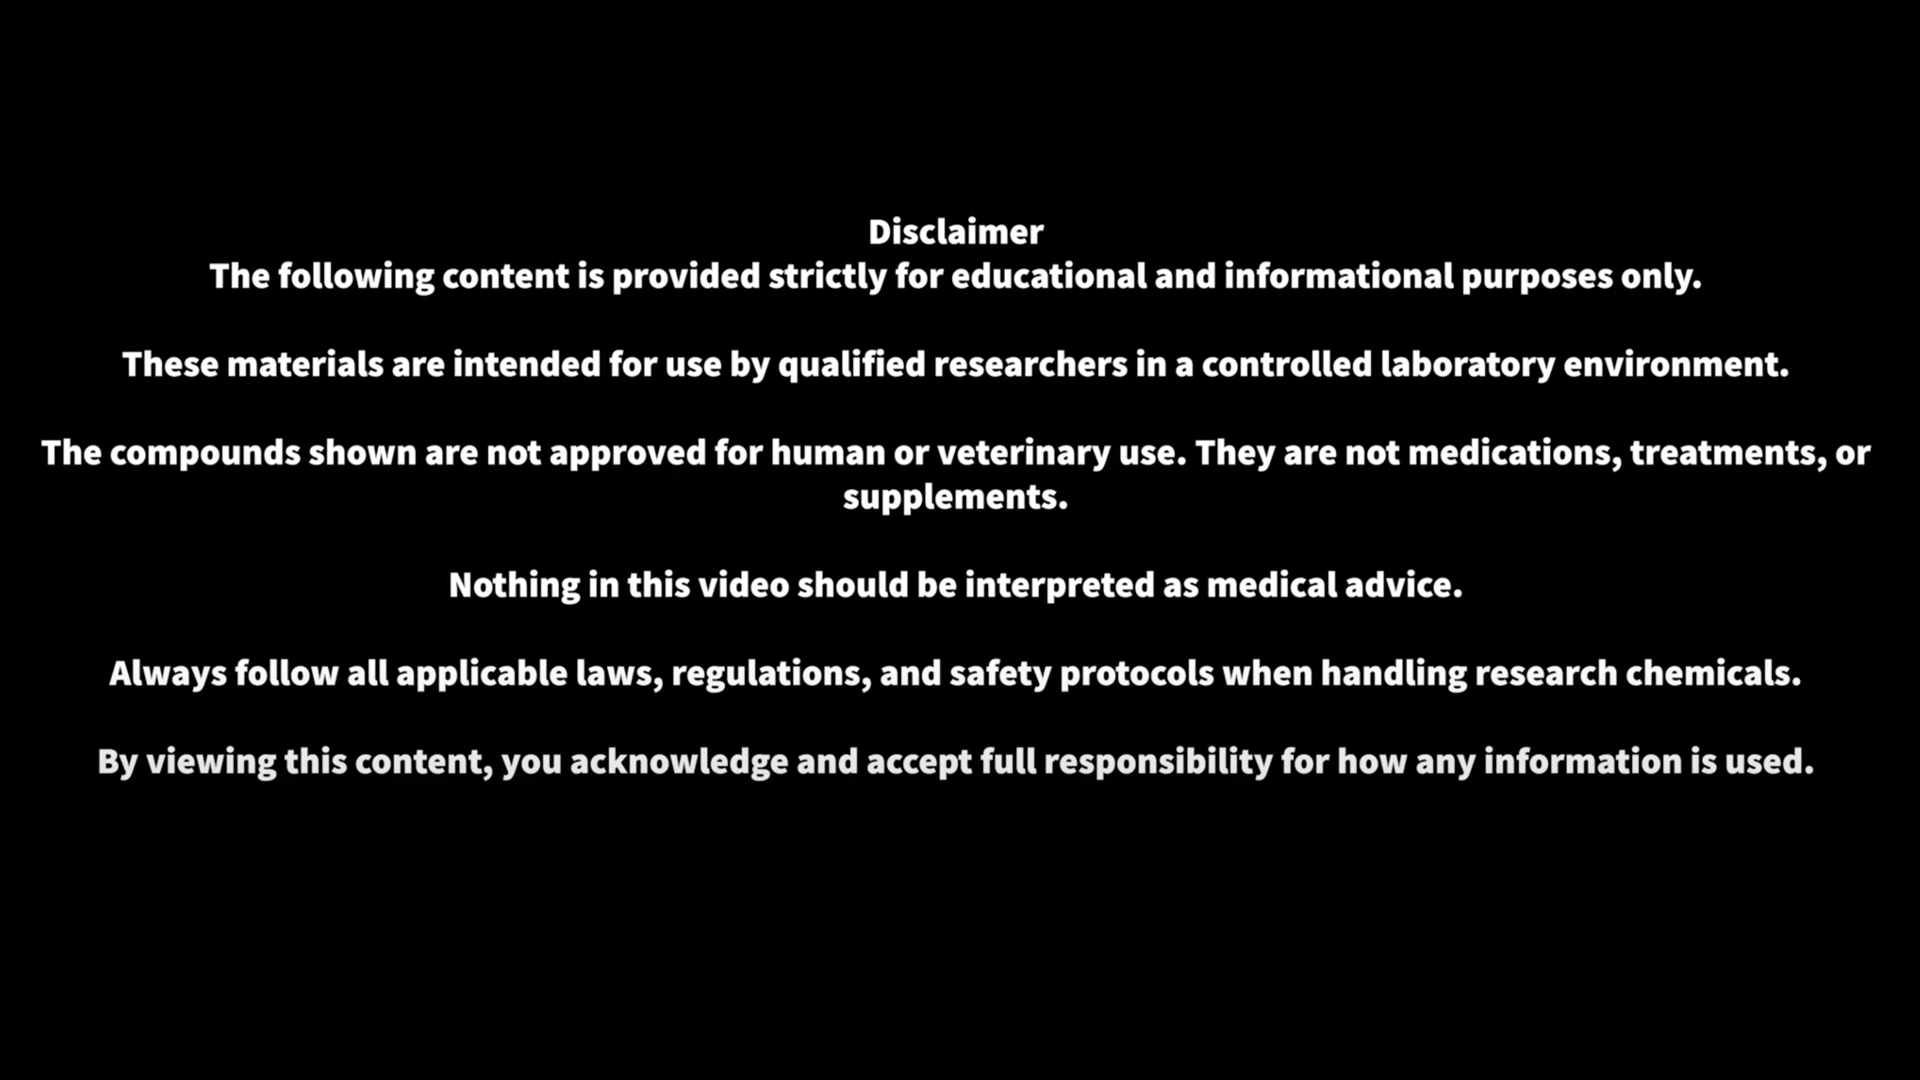 Disclaimer
The following content is provided strictly for educational and informational purposes only.
These materials are intended for use by qualified researchers in a controlled laboratory environment.
The compounds shown are not approved for human or veterinary use. They are not medications, treatments, or
supplements.
Nothing in this video should be interpreted as medical advice.
Always follow all applicable laws, regulations, and safety protocols when handling research chemicals.
By viewing this content, you acknowledge and accept full responsibility for how any information is used.